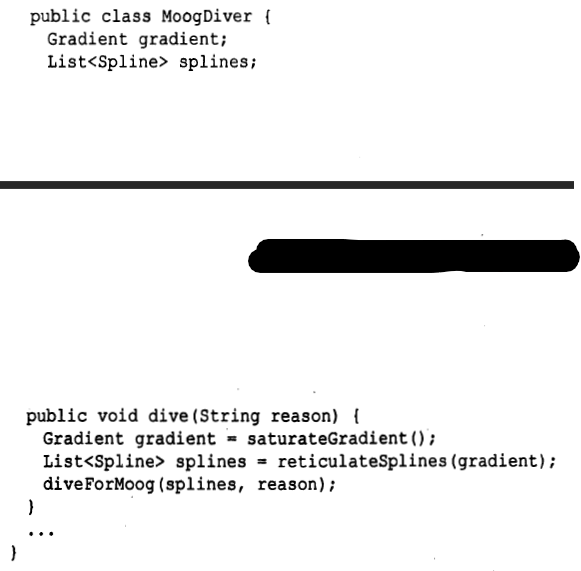 public class MoogDiver {
Gradient gradient;
List<Spline> splines;
public void dive(String reason) {
Gradient gradient = saturateGradient();
List<Spline> splines = reticulateSplines(gradient);
diveForMoog(splines, reason);
}
...
}